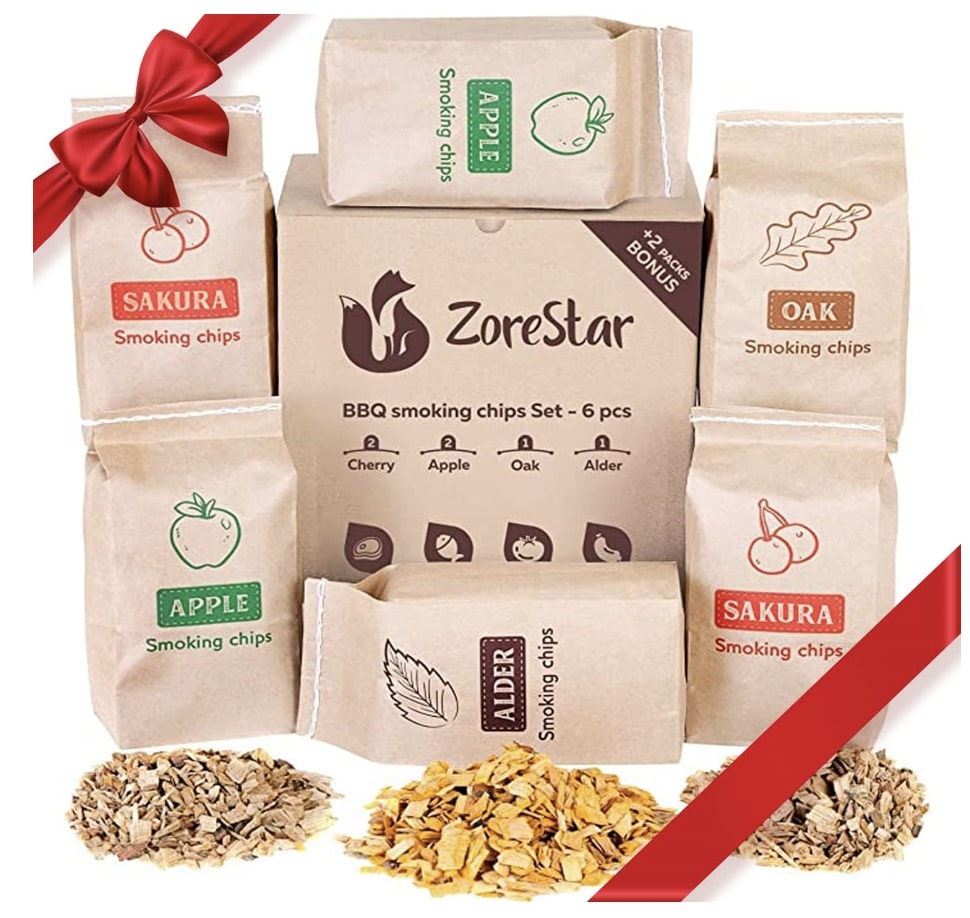 Smoking chips
APPLE
SAKURA
Smoking chips
+2 PACKS
BONUS
OAK
Smoking chips
ZoreStar
BBQ smoking chips Set - 6 pcs
2
Cherry
2
Apple
1
Oak
1
Alder
APPLE
Smoking chips
ALDER
Smoking chips
SAKURA
Smoking chips